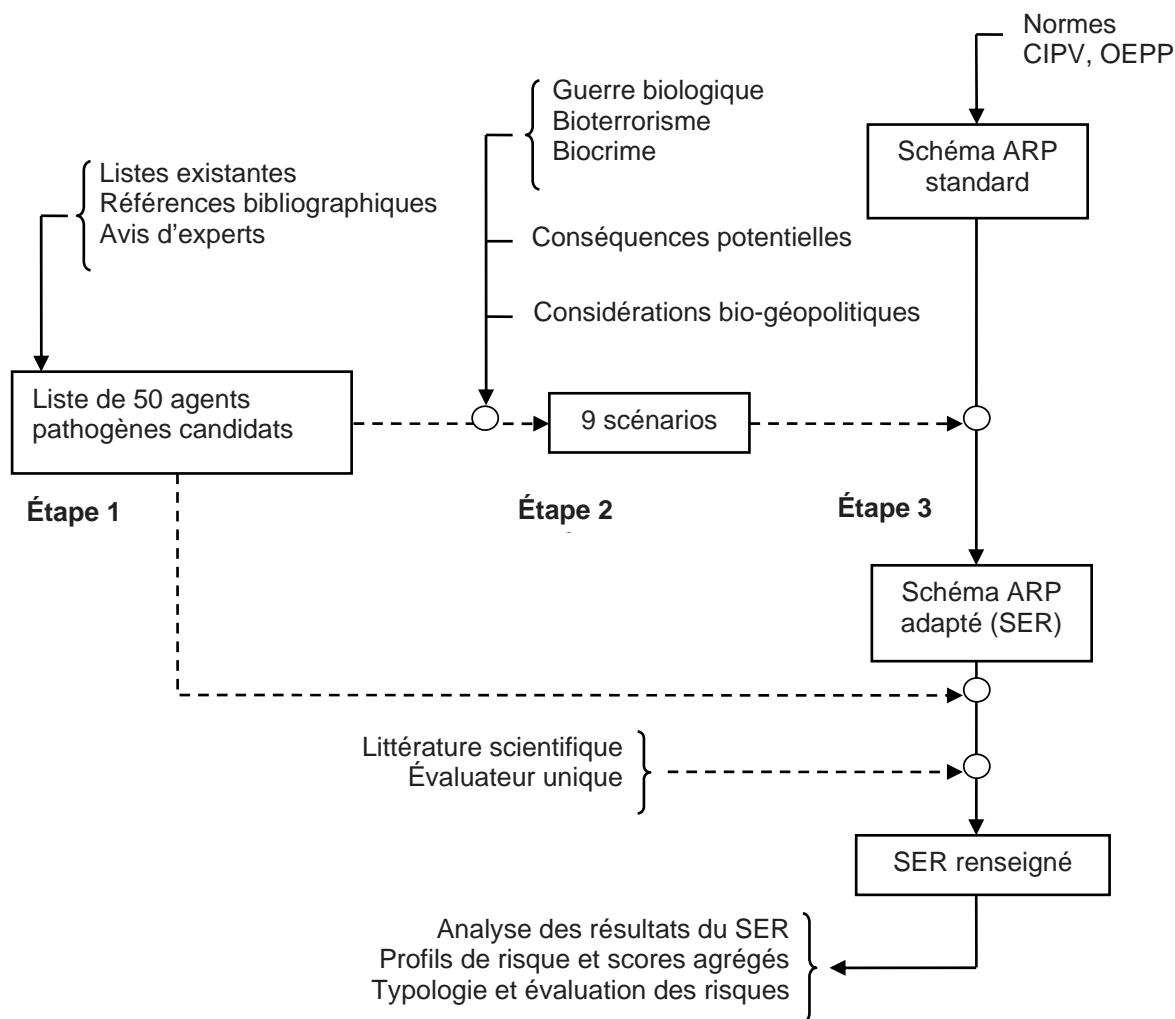 Normes
CIPV, OEPP
Guerre biologique
Bioterrorisme
Biocrime
Schéma ARP
standard
Listes existantes
Références bibliographiques
Avis d'experts
Conséquences potentielles
Considérations bio-géopolitiques
Liste de 50 agents
pathogènes candidats
9 scénarios
Étape 1
Étape 2
Étape 3
Schéma ARP
adapté (SER)
Littérature scientifique
Évaluateur unique
SER renseigné
Analyse des résultats du SER
Profils de risque et scores agrégés
Typologie et évaluation des risques